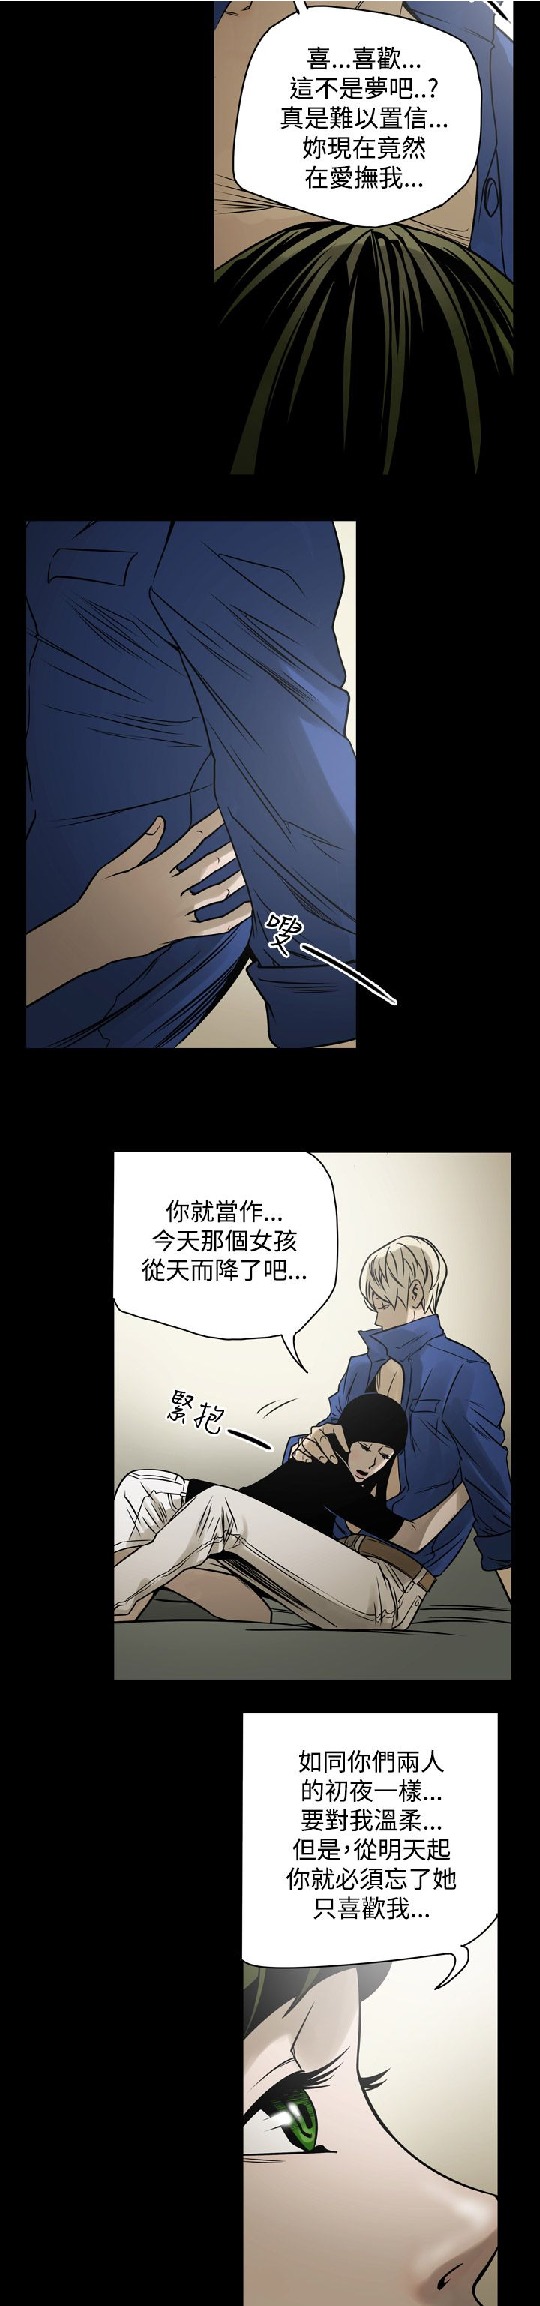 喜...喜歡...
這不是夢吧..?
真是難以置信...
妳現在竟然
在愛撫我...
嗖
你就當作...
今天那個女孩
從天而降了吧...
緊抱
如同你們兩人
的初夜一樣...
要對我溫柔...
但是，從明天起
你就必須忘了她
只喜歡我...